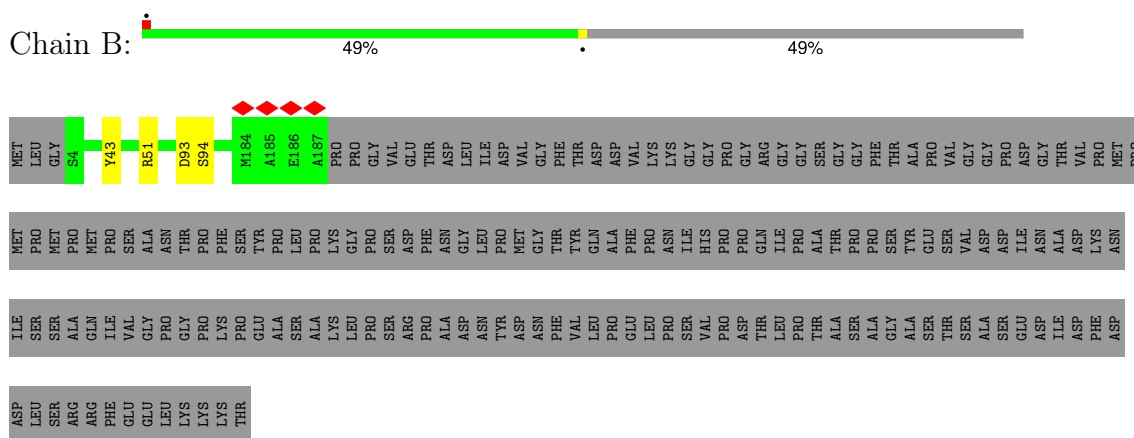 Chain B:
49% 49%
MET LEU GLY S4 Y43 R51 D93 S94 M184 A185 E186 A187 PRO PRO GLY VAL GLU THR ASP LEU ILE ASP VAL GLY PHE THR ASP ASP VAL LYS LYS GLY GLY PRO GLY ARG GLY GLY SER GLY GLY PHE THR ALA PRO VAL GLY GLY PRO ASP GLY THR VAL PRO MET PRO
MET PRO MET PRO MET PRO SER ALA ASN THR PRO PHE SER TYR PRO LEU PRO LYS GLY PRO SER ASP PHE ASN GLY LEU PRO MET GLY THR TYR GLN ALA PHE PRO ASN ILE HIS PRO PRO GLN ILE PRO ALA THR PRO PRO SER TYR GLU SER VAL ASP ASP ILE ASN ALA ASP LYS ASN
ILE SER SER ALA GLN ILE VAL GLY PRO GLY PRO LYS PRO GLU ALA SER ALA LYS LEU PRO SER ARG PRO ALA ASP ASN TYR ASP ASN PHE VAL LEU PRO GLU LEU PRO SER VAL PRO ASP THR LEU PRO THR ALA SER ALA GLY ALA SER THR SER ALA SER GLU ASP ILE ASP PHE ASP
ASP LEU SER ARG ARG PHE GLU GLU LEU LYS LYS LYS THR